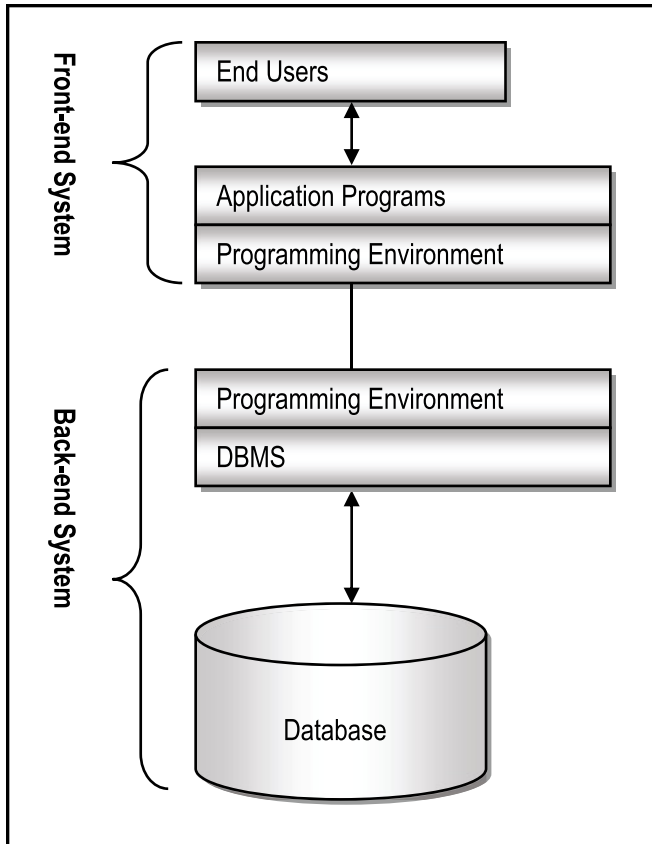 Front-end System
End Users
Application Programs
Programming Environment
Back-end System
Programming Environment
DBMS
Database